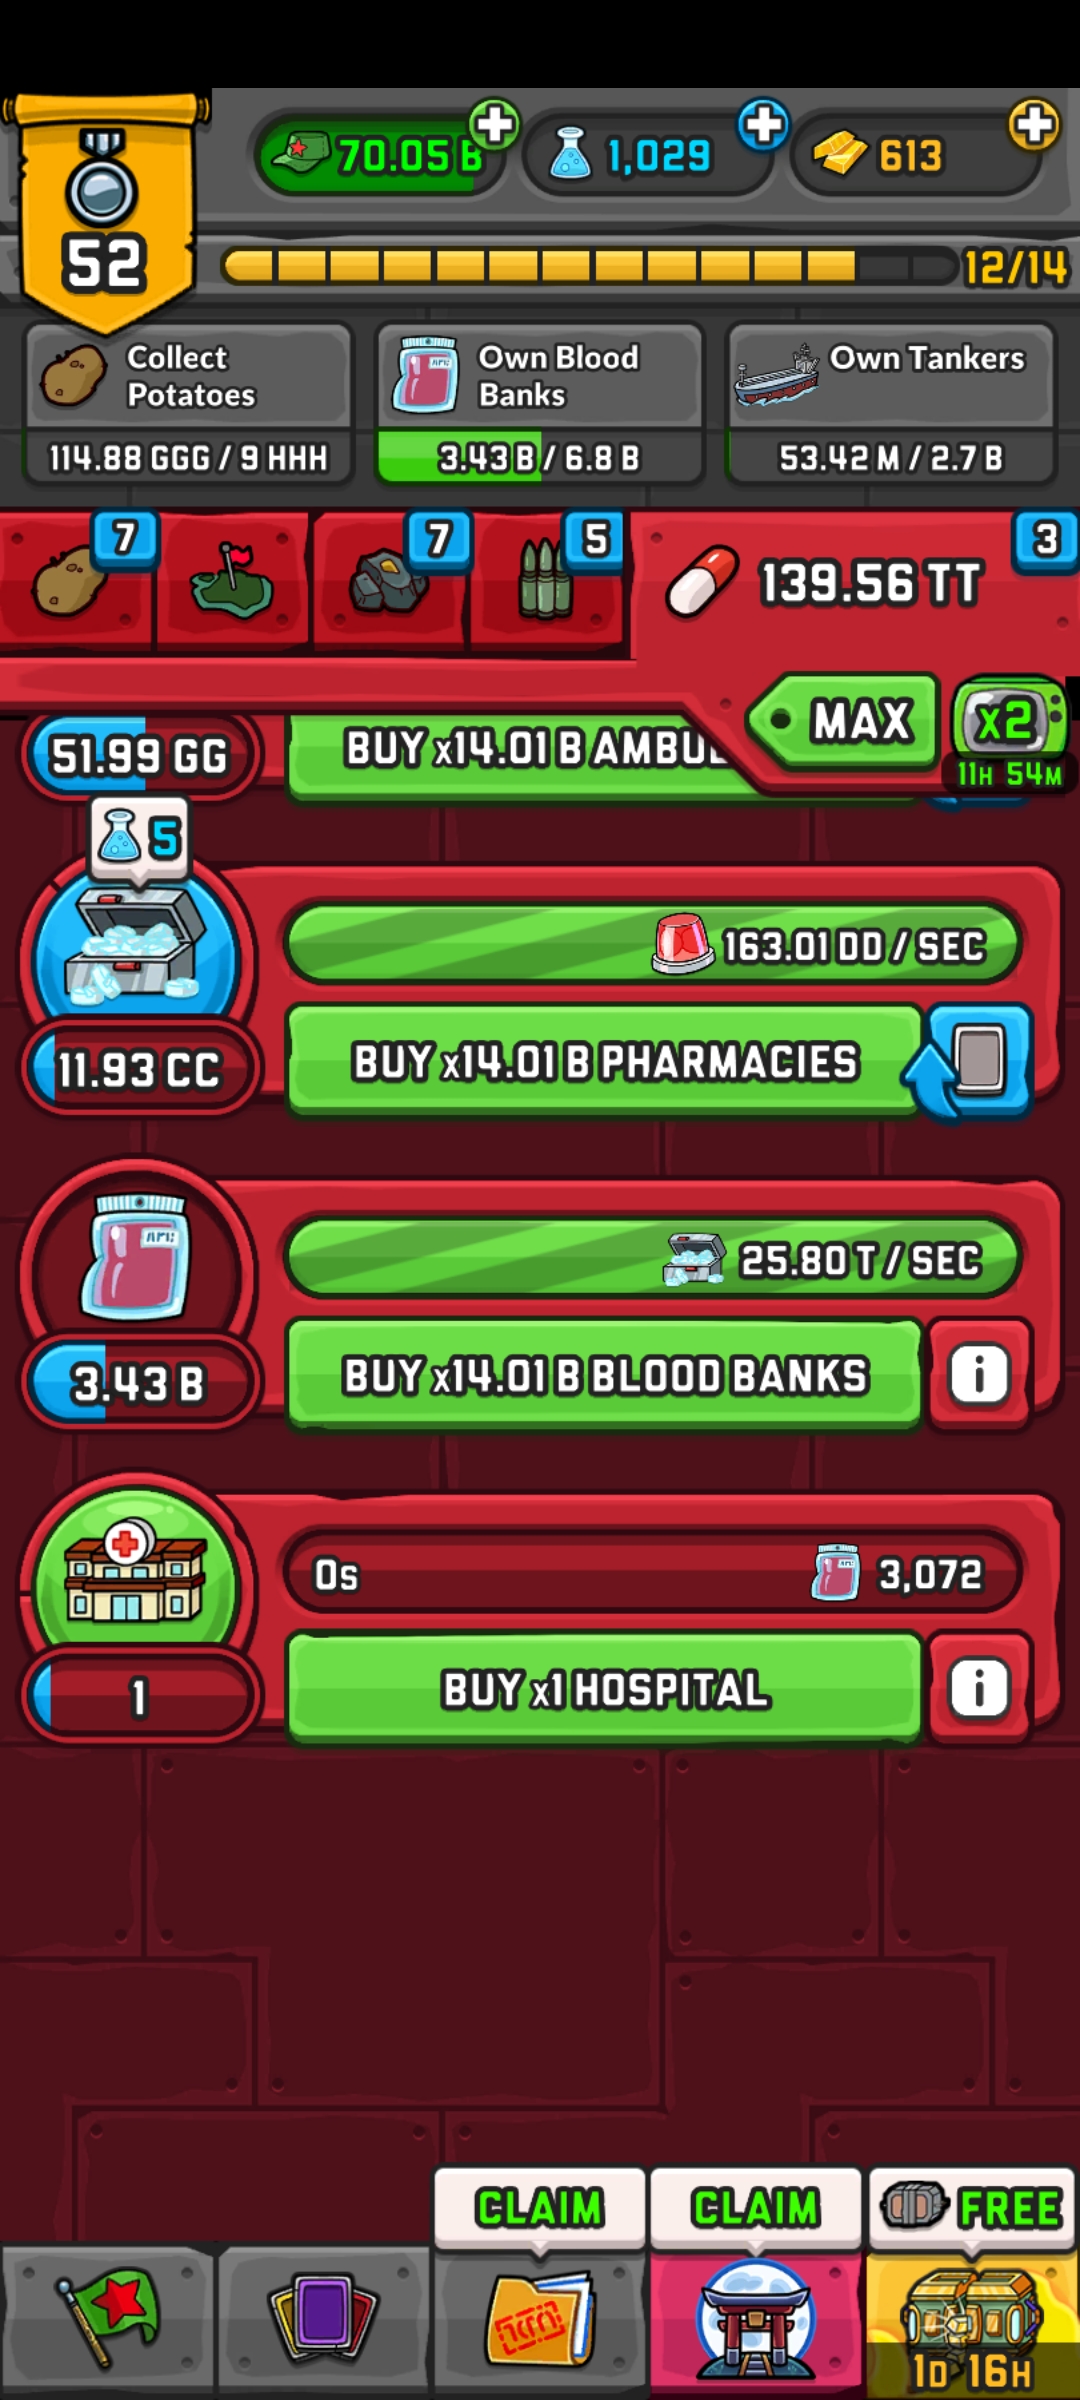 70.05 B
1,029
613
52
12/14
Collect
Potatoes
114.88 GGG / 9 HHH
Own Blood
Banks
3.43 B / 6.8 B
Own Tankers
53.42 M / 2.7 B
7
7
5
3
139.56 TT
MAX
x2
11H 54M
51.99 GG
BUY x14.01 B
5
163.01 DD / SEC
11.93 CC
BUY x14.01 B PHARMACIES
25.80 T / SEC
3.43 B
BUY x14.01 B BLOOD BANKS
i
0s
3,072
1
BUY x1 HOSPITAL
i
CLAIM
CLAIM
FREE
1D 16H